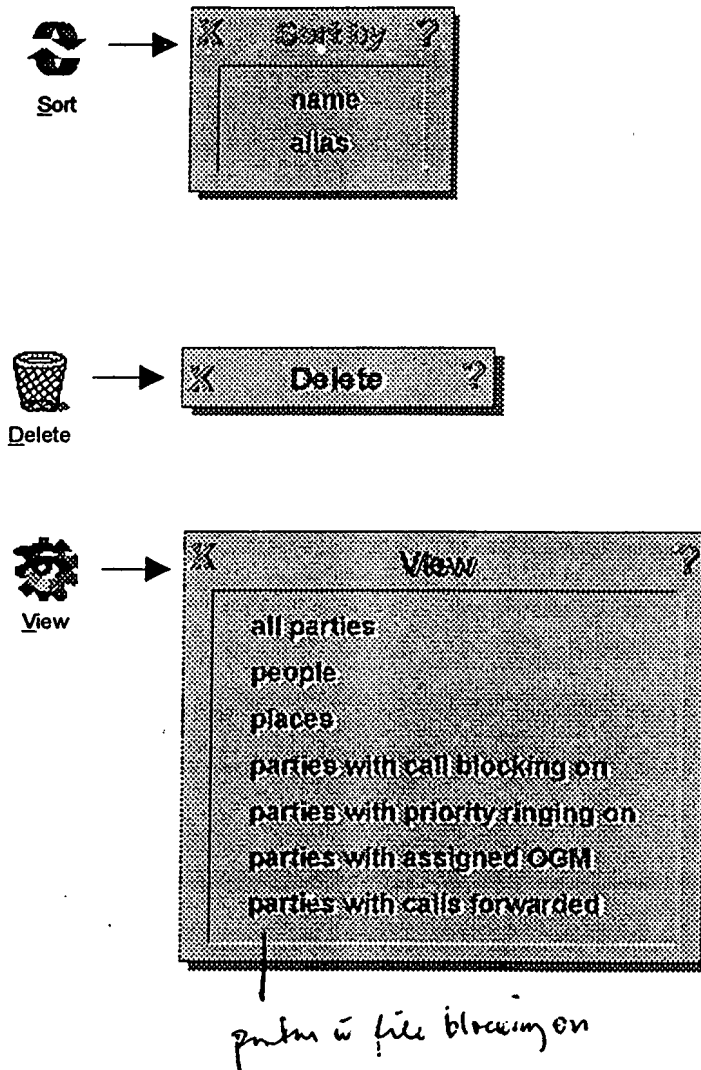 X Sort by ?
Sort
name
alias
X Delete ?
Delete
X View ?
View
all parties
people
places
parties with call blocking on
parties with priority ringing on
parties with assigned OGM
parties with calls forwarded
blocking on